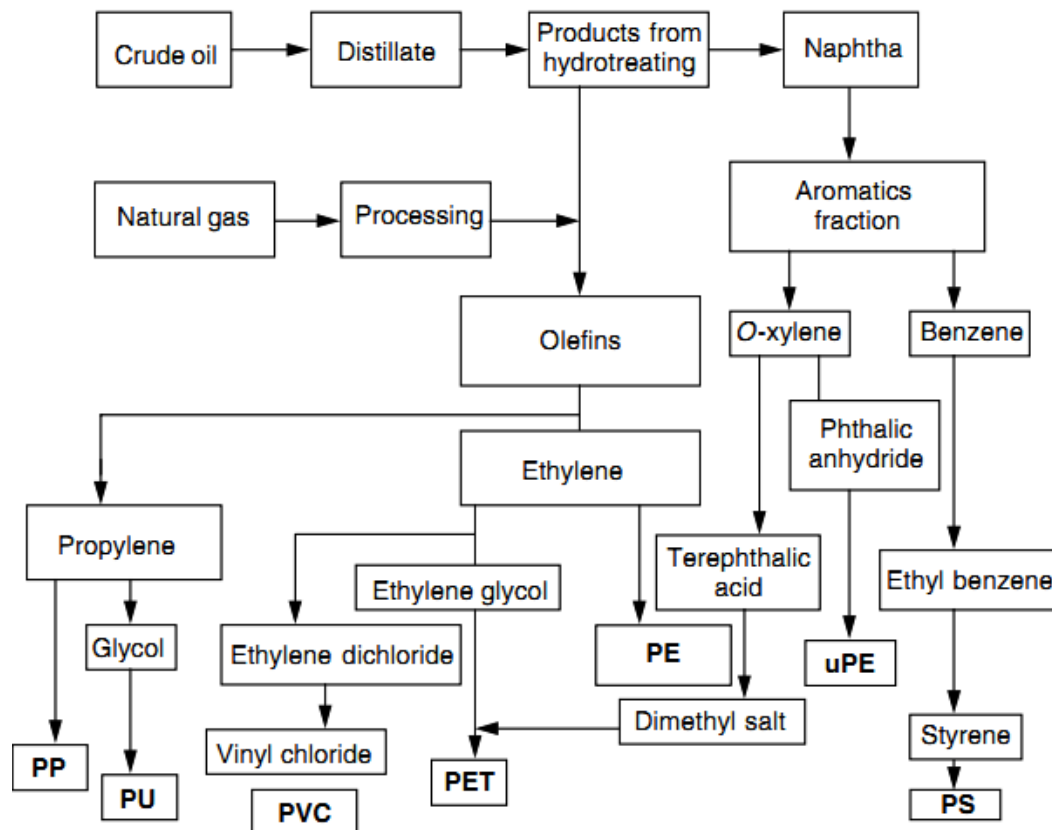 Crude oil
Distillate
Products from
hydrotreating
Naphtha
Natural gas
Processing
Aromatics
fraction
Olefins
O-xylene
Benzene
Ethylene
Phthalic
anhydride
Propylene
Ethylene glycol
Terephthalic
acid
Ethyl benzene
Glycol
Ethylene dichloride
PE
uPE
Dimethyl salt
Vinyl chloride
Styrene
PP
PU
PVC
PET
PS